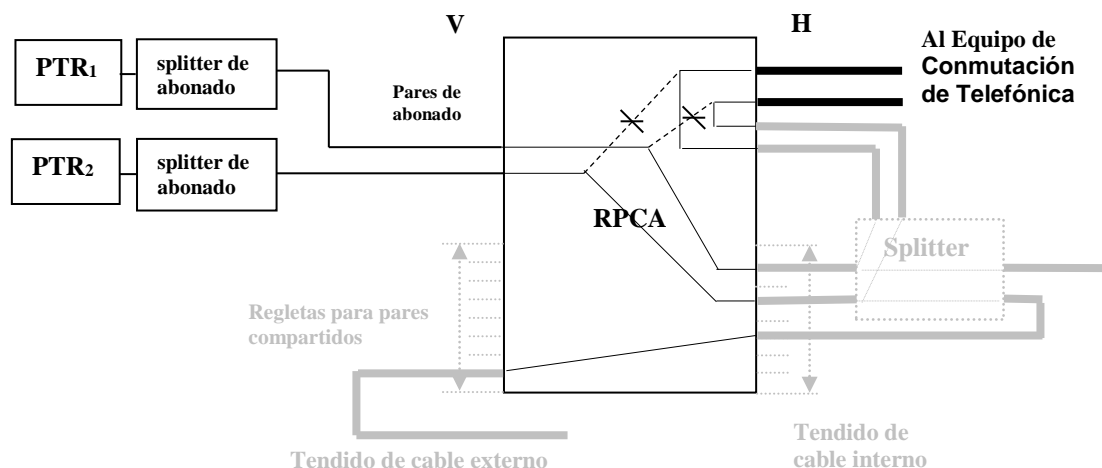 V
H
PTR1
splitter de
abonado
Pares de
abonado
Al Equipo de
Conmutación
de Telefónica
PTR2
splitter de
abonado
RPCA
Splitter
Regletas para pares
compartidos
Tendido de cable externo
Tendido de
cable interno